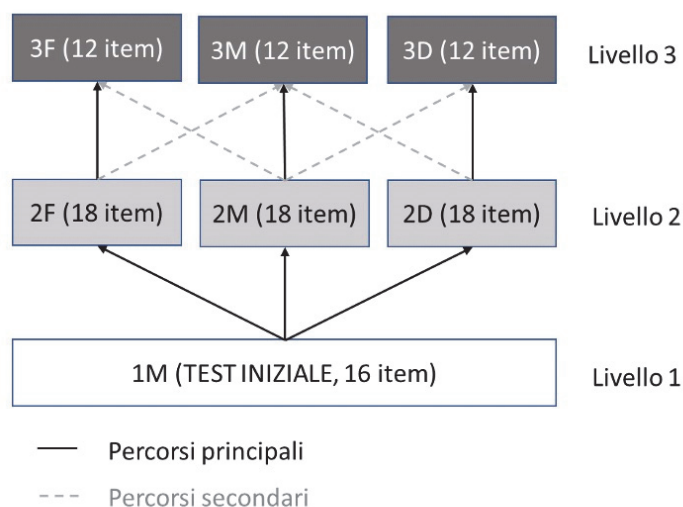 3F (12 item) 3M (12 item) 3D (12 item) Livello 3
2F (18 item) 2M (18 item) 2D (18 item) Livello 2
1M (TEST INIZIALE, 16 item) Livello 1
Percorsi principali
Percorsi secondari